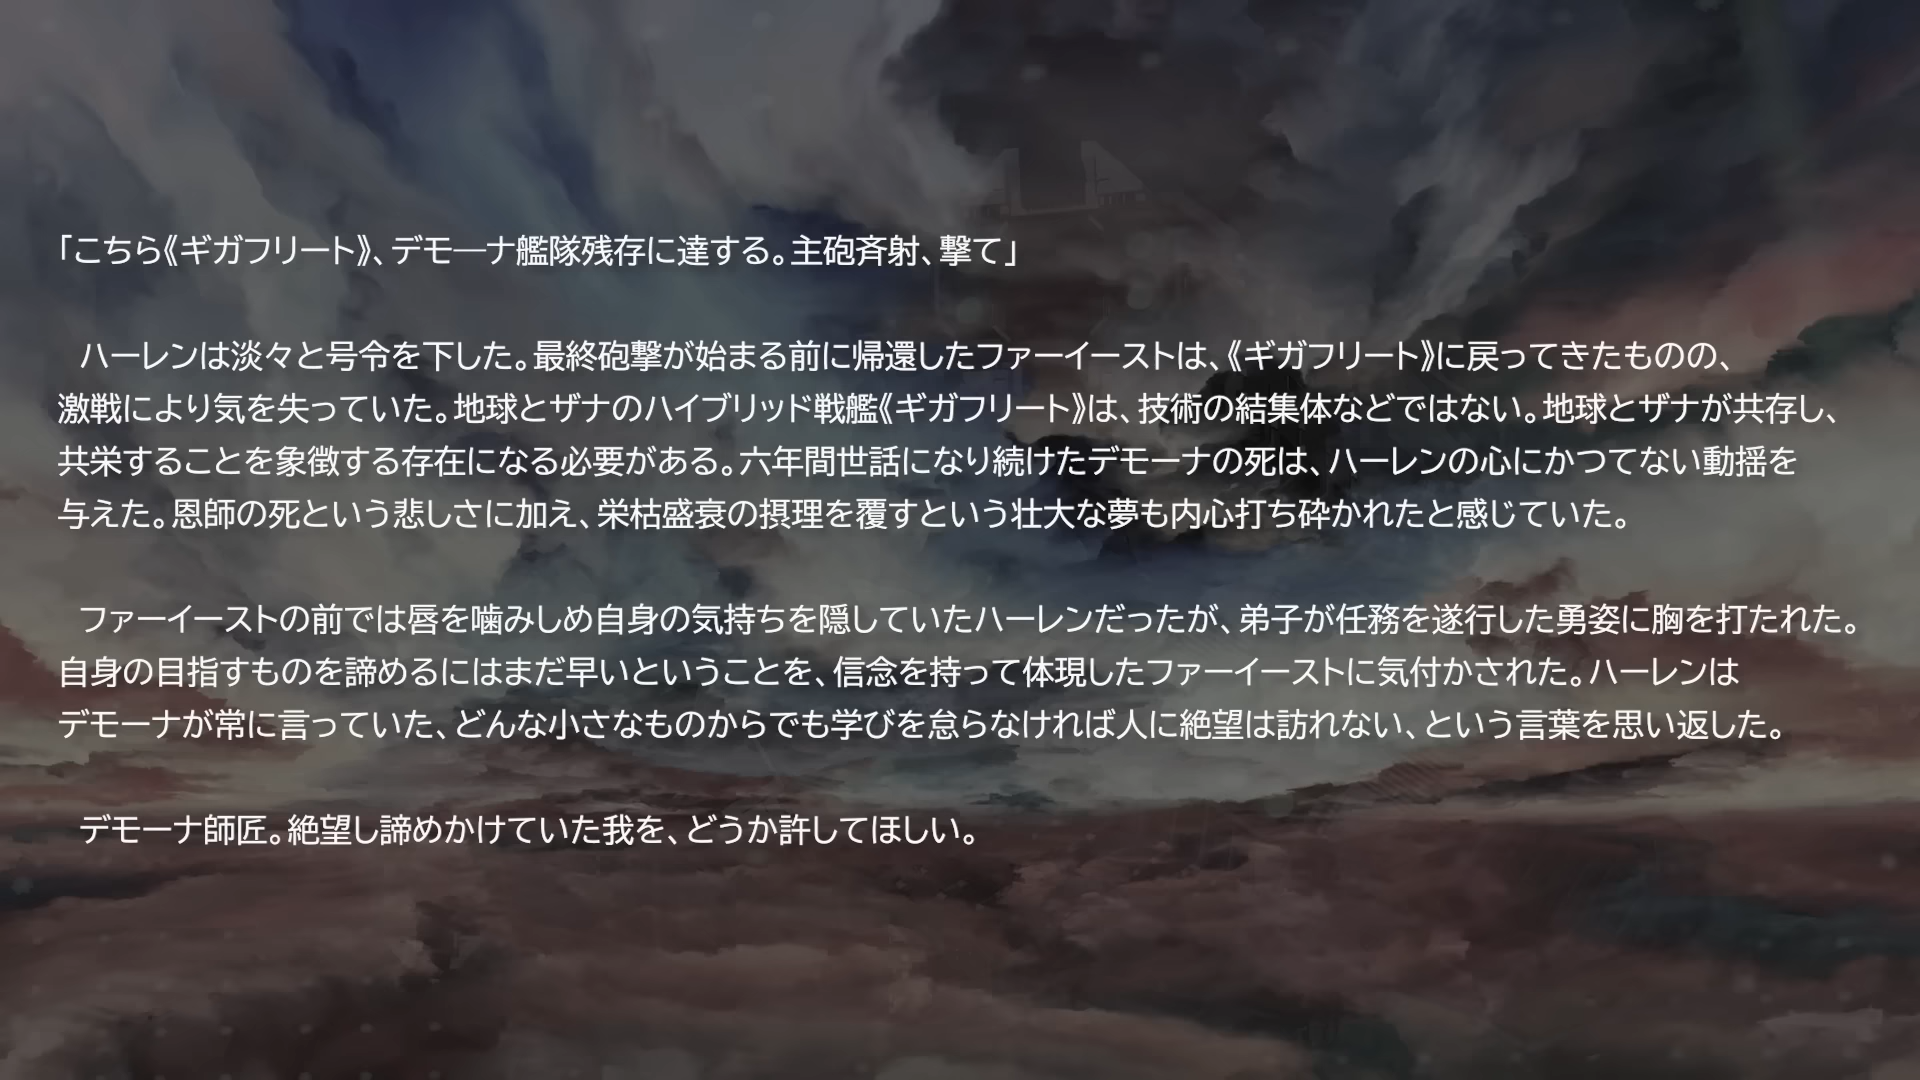 「こちら《ギガフリート》、デモ―ナ艦隊残存に達する。主砲斉射、撃て」
ハーレンは淡々と号令を下した。最終砲撃が始まる前に帰還したファーイーストは、《ギガフリート》に戻ってきたものの、
激戦により気を失っていた。地球とザナのハイブリッド戦艦《ギガフリート》は、技術の結集体などではない。地球とザナが共存し、
共栄することを象徴する存在になる必要がある。六年間世話になり続けたデモーナの死は、ハーレンの心にかつてない動揺を
与えた。恩師の死という悲しさに加え、栄枯盛衰の摂理を覆すという壮大な夢も内心打ち砕かれたと感じていた。
ファーイーストの前では唇を噛みしめ自身の気持ちを隠していたハーレンだったが、弟子が任務を遂行した勇姿に胸を打たれた。
自身の目指すものを諦めるにはまだ早いということを、信念を持って体現したファーイーストに気付かされた。ハーレンは
デモーナが常に言っていた、どんな小さなものからでも学びを怠らなければ人に絶望は訪れない、という言葉を思い返した。
デモーナ師匠。絶望し諦めかけていた我を、どうか許してほしい。